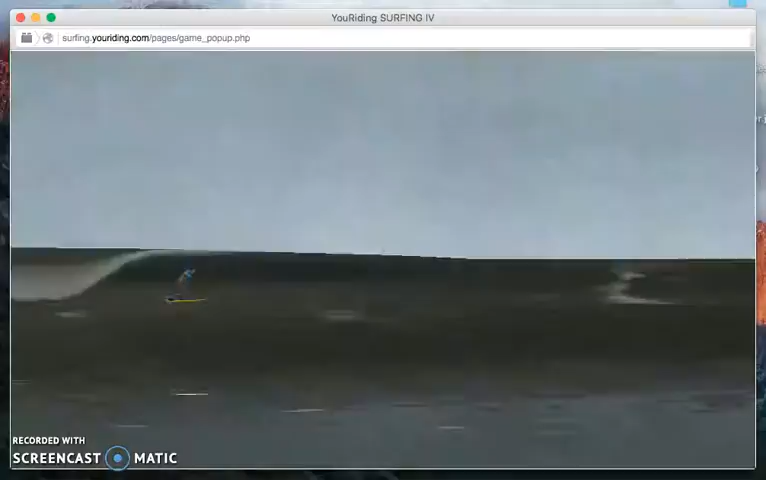 YouRiding SURFING IV
surfing.youriding.com/pages/game_popup.php
RECORDED WITH
SCREENCAST MATIC